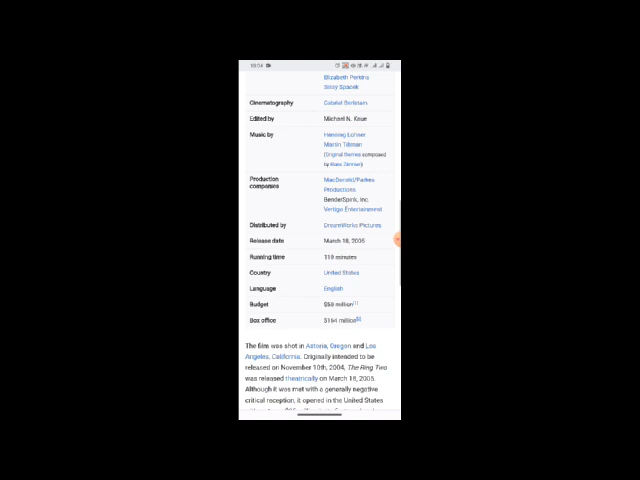 18:04
Elizabeth Perkins
Sissy Spacek
Cinematography Gabriel Beristain
Edited by Michael N. Knue
Music by Henning Lohner
Martin Tillman
(Original themes composed
by Hans Zimmer)
Production MacDonald/Parkes
companies Productions
BenderSpink, Inc.
Vertigo Entertainment
Distributed by DreamWorks Pictures
Release date March 18, 2005
Running time 110 minutes
Country United States
Language English
Budget $50 million[1]
Box office $164 million[2]
The film was shot in Astoria, Oregon and Los
Angeles, California. Originally intended to be
released on November 10th, 2004, The Ring Two
was released theatrically on March 18, 2005.
Although it was met with a generally negative
critical reception, it opened in the United States